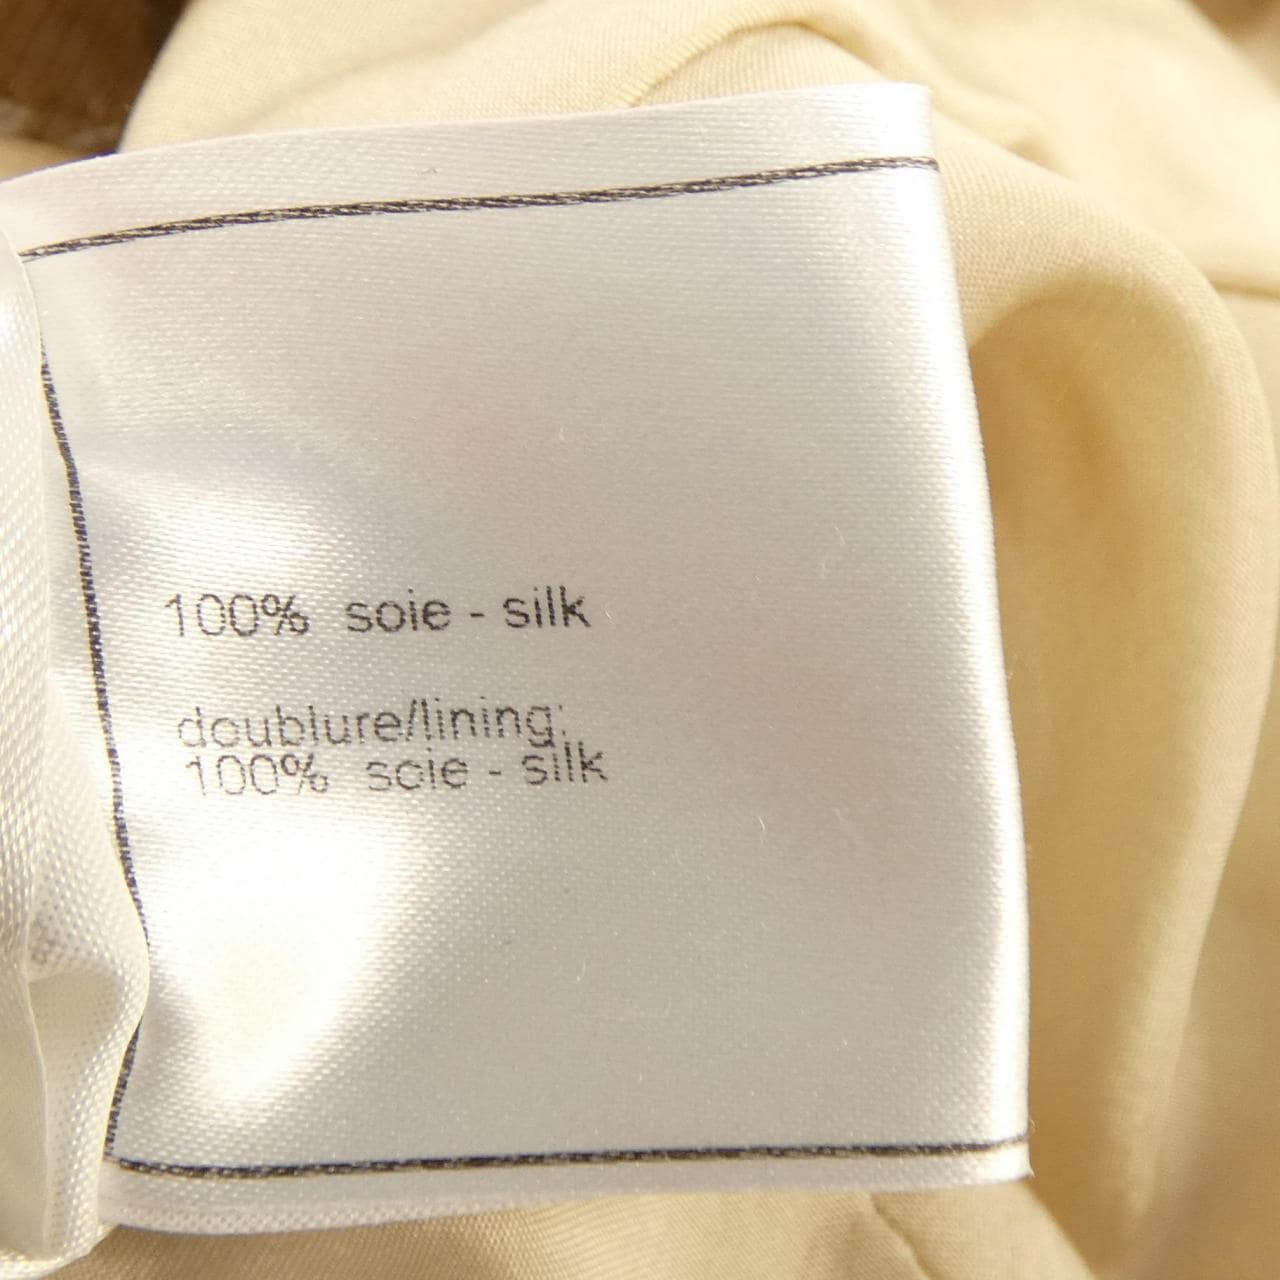 100% soie - silk
doublure/lining:
100% soie - silk